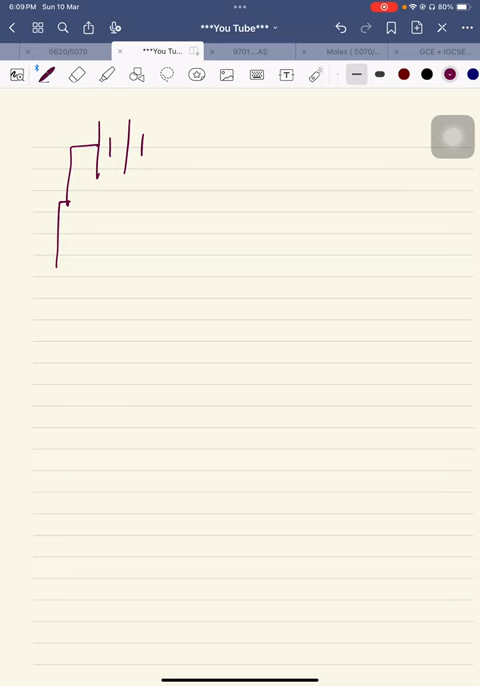 6:09 PM Sun 10 Mar 80%
***You Tube***
0620/5070 ***You Tu... 9701....AS Moles ( 5070/... GCE + IGCSE...
T